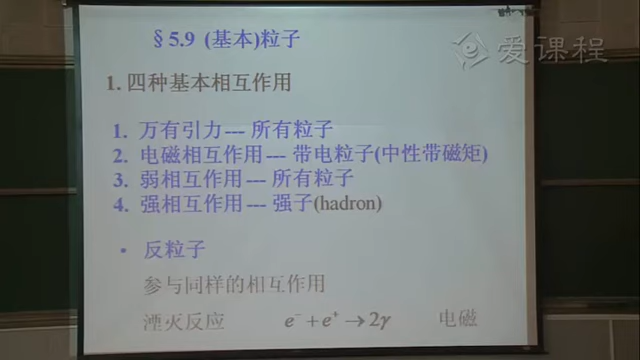 §5.9 (基本)粒子
爱课程
1. 四种基本相互作用
1. 万有引力--- 所有粒子
2. 电磁相互作用--- 带电粒子(中性带磁矩)
3. 弱相互作用--- 所有粒子
4. 强相互作用--- 强子(hadron)
• 反粒子
参与同样的相互作用
湮灭反应 e⁻ + e⁺ → 2γ 电磁